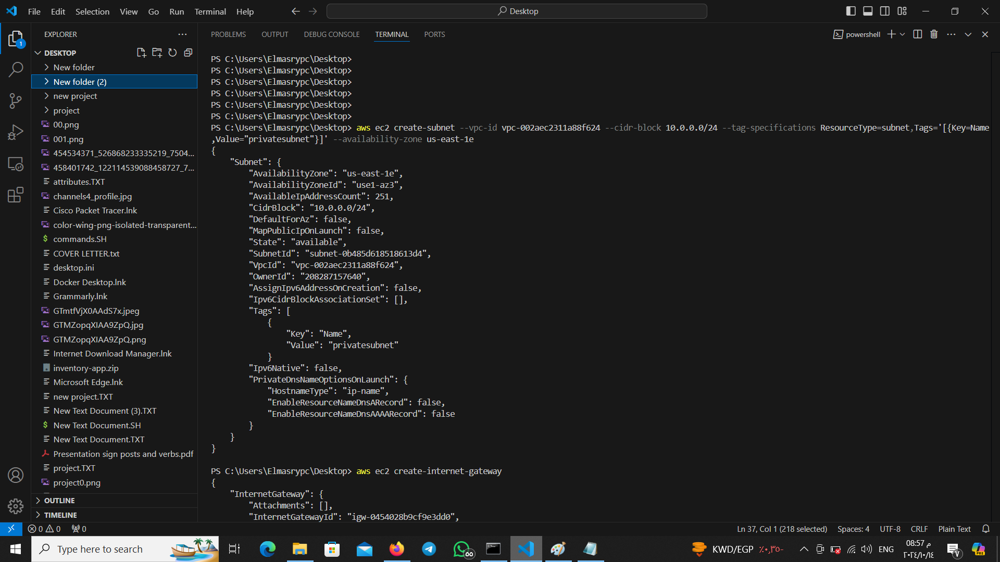 File Edit Selection View Go Run Terminal Help
Desktop
EXPLORER
PROBLEMS OUTPUT DEBUG CONSOLE TERMINAL PORTS
powershell
1
DESKTOP
New folder
New folder (2)
new project
project
00.png
001.png
454534371_526868233335219_7504...
458401742_122114539088458727_7...
attributes.TXT
channels4_profile.jpg
Cisco Packet Tracer.lnk
color-wing-png-isolated-transparent...
commands.SH
COVER LETTER.txt
desktop.ini
Docker Desktop.lnk
Grammarly.lnk
GTmtfVjX0AAdS7x.jpeg
GTMZopqXIAA9ZpQ.jpg
GTMZopqXIAA9ZpQ.png
Internet Download Manager.lnk
inventory-app.zip
Microsoft Edge.lnk
new project.TXT
New Text Document (3).TXT
New Text Document.SH
New Text Document.TXT
Presentation sign posts and verbs.pdf
project.TXT
project0.png
OUTLINE
TIMELINE
PS C:\Users\Elmasrypc\Desktop>
PS C:\Users\Elmasrypc\Desktop>
PS C:\Users\Elmasrypc\Desktop>
PS C:\Users\Elmasrypc\Desktop>
PS C:\Users\Elmasrypc\Desktop>
PS C:\Users\Elmasrypc\Desktop>
PS C:\Users\Elmasrypc\Desktop> aws ec2 create-subnet --vpc-id vpc-002aec2311a88f624 --cidr-block 10.0.0.0/24 --tag-specifications ResourceType=subnet,Tags='[{Key=Name
,Value="privatesubnet"}]' --availability-zone us-east-1e
{
    "Subnet": {
        "AvailabilityZone": "us-east-1e",
        "AvailabilityZoneId": "use1-az3",
        "AvailableIpAddressCount": 251,
        "CidrBlock": "10.0.0.0/24",
        "DefaultForAz": false,
        "MapPublicIpOnLaunch": false,
        "State": "available",
        "SubnetId": "subnet-0b485d618518613d4",
        "VpcId": "vpc-002aec2311a88f624",
        "OwnerId": "208287157640",
        "AssignIpv6AddressOnCreation": false,
        "Ipv6CidrBlockAssociationSet": [],
        "Tags": [
            {
                "Key": "Name",
                "Value": "privatesubnet"
            }
        "Ipv6Native": false,
        "PrivateDnsNameOptionsOnLaunch": {
            "HostnameType": "ip-name",
            "EnableResourceNameDnsARecord": false,
            "EnableResourceNameDnsAAAARecord": false
        }
    }
}
PS C:\Users\Elmasrypc\Desktop> aws ec2 create-internet-gateway
{
    "InternetGateway": {
        "Attachments": [],
        "InternetGatewayId": "igw-0454028b9cf9e3dd0",
0 0 0
Ln 37, Col 1 (218 selected) Spaces: 4 UTF-8 CRLF Plain Text
Type here to search
KWD/EGP ٪٠,٣٥-
ENG
08:57 م
٢٠٢٤/١٠/١٤
V
PRE